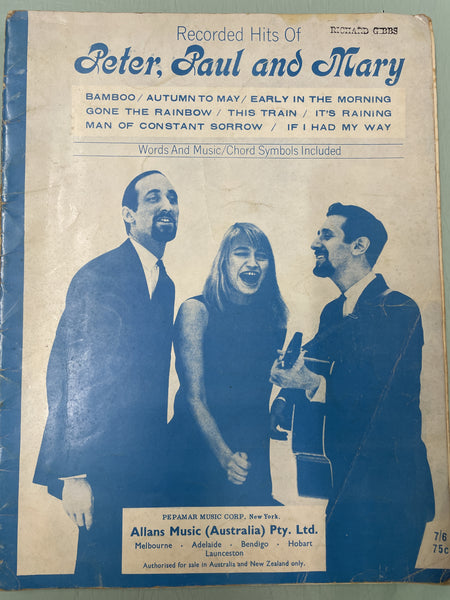 Recorded Hits Of
RICHARD GIBBS
Peter, Paul and Mary
BAMBOO / AUTUMN TO MAY / EARLY IN THE MORNING
GONE THE RAINBOW / THIS TRAIN / IT'S RAINING
MAN OF CONSTANT SORROW / IF I HAD MY WAY
Words And Music/Chord Symbols Included
PEPAMAR MUSIC CORP. New York.
Allans Music (Australia) Pty. Ltd.
Melbourne - Adelaide - Bendigo - Hobart
Launceston
Authorised for sale in Australia and New Zealand only.
7/6
75c